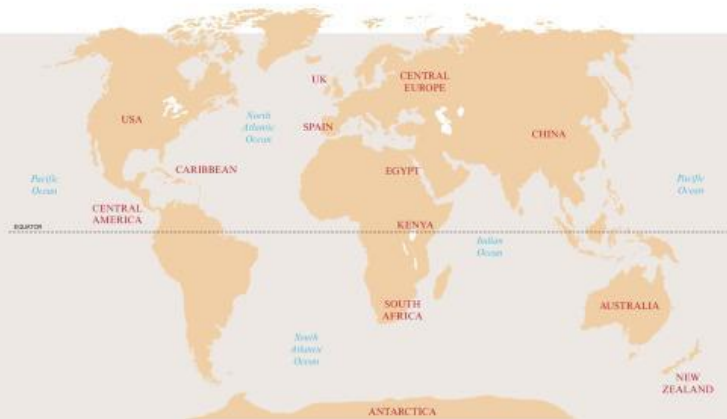 UK
CENTRAL
EUROPE
USA
North
Atlantic
Ocean
SPAIN
CHINA
CARIBBEAN
EGYPT
Pacific
Ocean
Pacific
Ocean
CENTRAL
AMERICA
KENYA
EQUATOR
Indian
Ocean
SOUTH
AFRICA
AUSTRALIA
South
Atlantic
Ocean
NEW
ZEALAND
ANTARCTICA